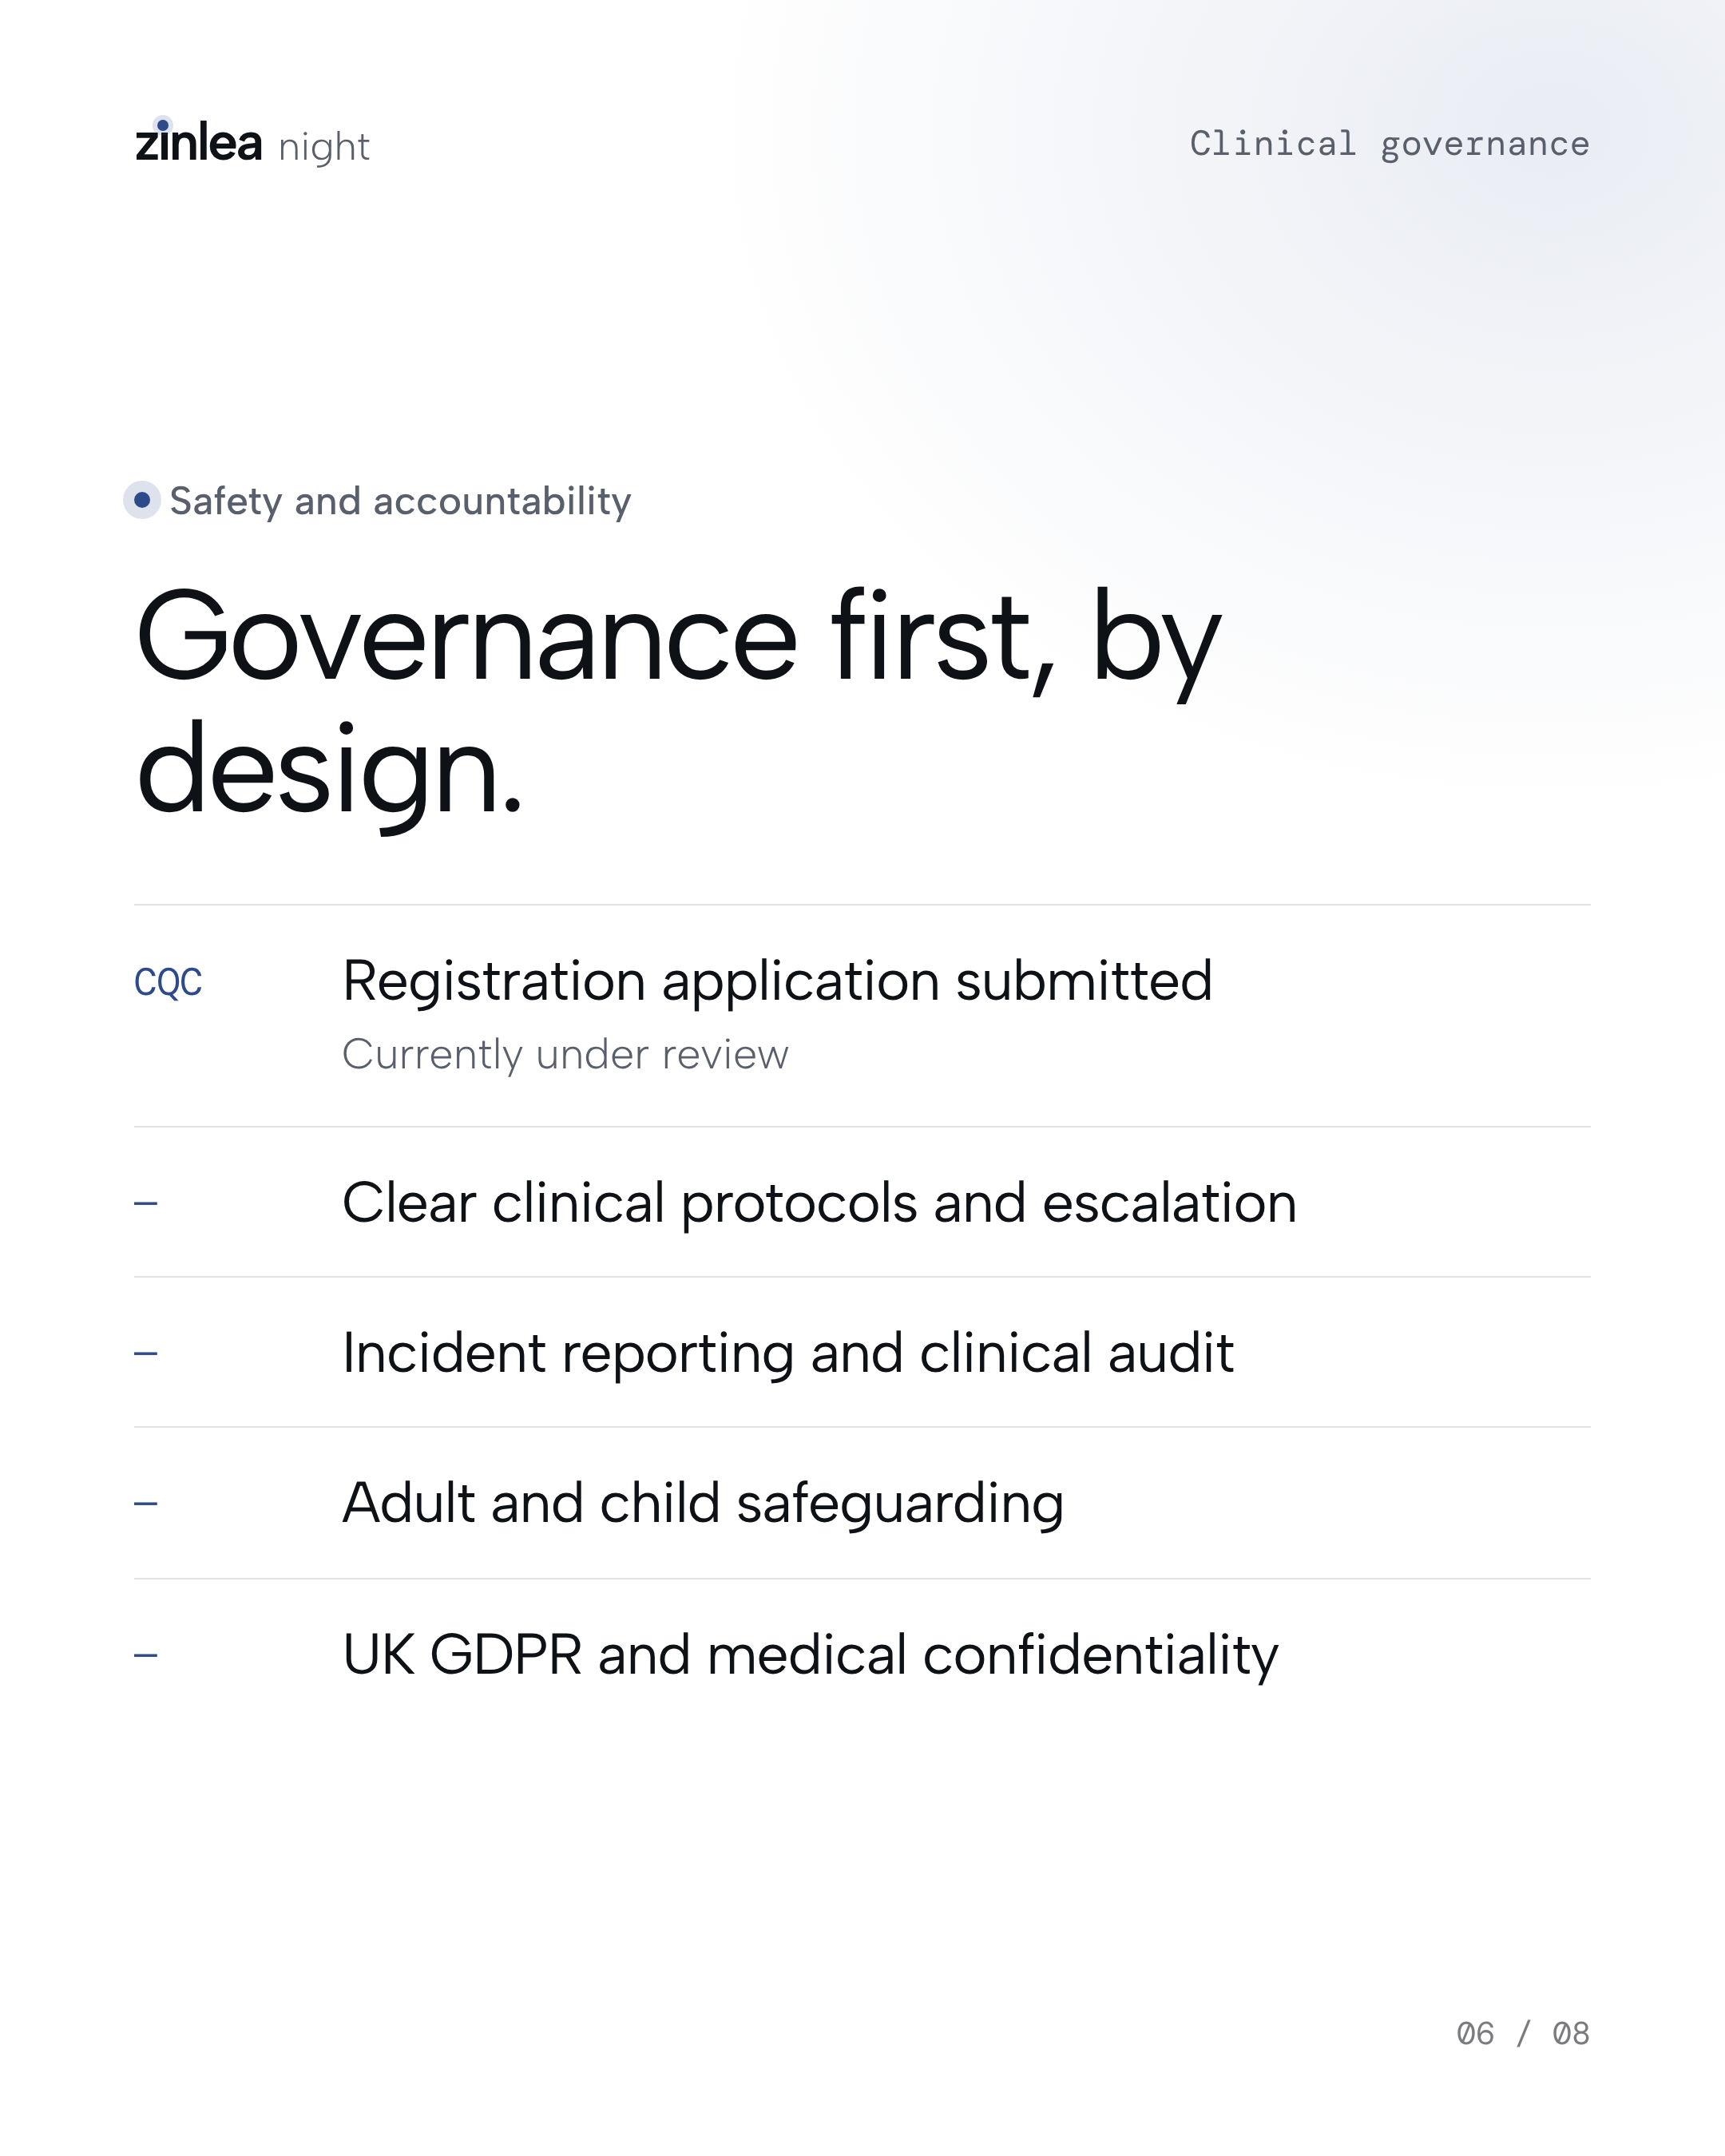 zinlea night
Clinical governance
Safety and accountability
Governance first, by
design.
CQC
Registration application submitted
Currently under review
— Clear clinical protocols and escalation
— Incident reporting and clinical audit
— Adult and child safeguarding
— UK GDPR and medical confidentiality
06 / 08